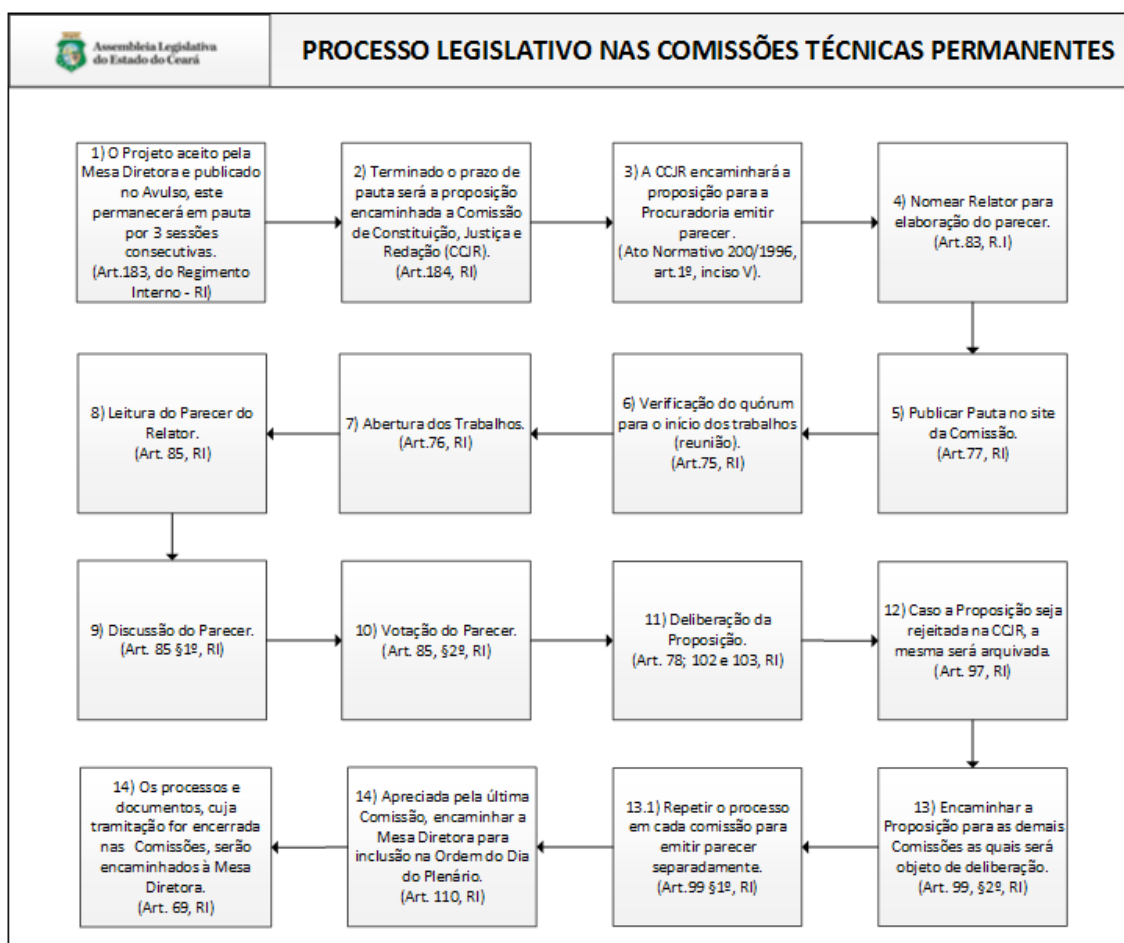 Assembleia Legislativa
do Estado do Ceará
PROCESSO LEGISLATIVO NAS COMISSÕES TÉCNICAS PERMANENTES
1) O Projeto aceito pela
Mesa Diretora e publicado
no Avulso, este
permanecerá em pauta
por 3 sessões
consecutivas.
(Art.183, do Regimento
Interno - RI)
2) Terminado o prazo de
pauta será a proposição
encaminhada a Comissão
de Constituição, Justiça e
Redação (CCJR).
(Art.184, RI)
3) A CCJR encaminhará a
proposição para a
Procuradoria emitir
parecer.
(Ato Normativo 200/1996,
art.1º, inciso V).
4) Nomear Relator para
elaboração do parecer.
(Art.83, R.I)
8) Leitura do Parecer do
Relator.
(Art. 85, RI)
7) Abertura dos Trabalhos.
(Art.76, RI)
6) Verificação do quórum
para o início dos trabalhos
(reunião).
(Art.75, RI)
5) Publicar Pauta no site
da Comissão.
(Art.77, RI)
9) Discussão do Parecer.
(Art. 85 §1º, RI)
10) Votação do Parecer.
(Art. 85, §2º, RI)
11) Deliberação da
Proposição.
(Art. 78; 102 e 103, RI)
12) Caso a Proposição seja
rejeitada na CCJR, a
mesma será arquivada.
(Art. 97, RI)
14) Os processos e
documentos, cuja
tramitação for encerrada
nas Comissões, serão
encaminhados à Mesa
Diretora.
(Art. 69, RI)
14) Apreciada pela última
Comissão, encaminhar a
Mesa Diretora para
inclusão na Ordem do Dia
do Plenário.
(Art. 110, RI)
13.1) Repetir o processo
em cada comissão para
emitir parecer
separadamente.
(Art.99 §1º, RI)
13) Encaminhar a
Proposição para as demais
Comissões as quais será
objeto de deliberação.
(Art. 99, §2º, RI)